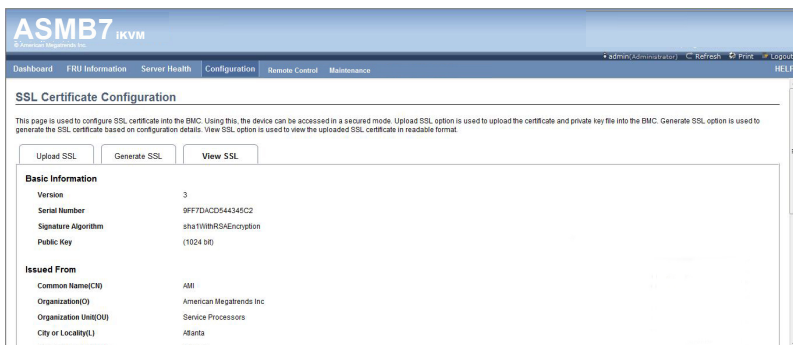 ASMB7 iKVM
© American Megatrends Inc.
• admin(Administrator) Refresh Print Logout
Dashboard FRU Information Server Health Configuration Remote Control Maintenance HELP
SSL Certificate Configuration
This page is used to configure SSL certificate into the BMC. Using this, the device can be accessed in a secured mode. Upload SSL option is used to upload the certificate and private key file into the BMC. Generate SSL option is used to
generate the SSL certificate based on configuration details. View SSL option is used to view the uploaded SSL certificate in readable format.
Upload SSL Generate SSL View SSL
Basic Information
Version 3
Serial Number 9FF7DACD544345C2
Signature Algorithm sha1WithRSAEncryption
Public Key (1024 bit)
Issued From
Common Name(CN) AMI
Organization(O) American Megatrends Inc
Organization Unit(OU) Service Processors
City or Locality(L) Atlanta